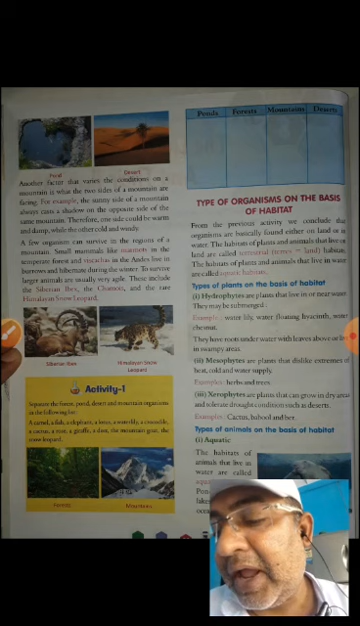 Pond
Desert
Another factor that varies the conditions on a
mountain is what the two sides of a mountain are
facing. For example, the sunny side of a mountain
always casts a shadow on the opposite side of the
same mountain. Therefore, one side could be warm
and damp, while the other cold and windy.
A few organism can survive in the regions of a
mountain. Small mammals like marmots in the
temperate forest and viscachas in the Andes live in
burrows and hibernate during the winter. To survive
larger animals are usually very agile. These include
the Siberian Ibex, the Chamois, and the rare
Himalayan Snow Leopard.
Siberian Ibex
Himalayan Snow
Leopard
Activity-1
Separate the forest, pond, desert and mountain organisms
in the following list:
A camel, a fish, a elephant, a lotus, a waterlily, a crocodile,
a cactus, a rose, a giraffe, a deer, the mountain goat, the
snow leopard.
Forests
Mountains
Ponds
Forests
Mountains
Deserts
TYPE OF ORGANISMS ON THE BASIS
OF HABITAT
From the previous activity we conclude that
organisms are basically found either on land or in
water. The habitats of plants and animals that live on
land are called terrestrial (terres = land) habitats.
The habitats of plants and animals that live in water
are called aquatic habitats.
Types of plants on the basis of habitat
(i) Hydrophytes are plants that live in or near water.
They may be submerged
Example: water lily, water floating hyacinth, water
chetnut.
They have roots under water with leaves above or
in swampy areas.
(ii) Mesophytes are plants that dislike extremes of
heat, cold and water supply.
Examples: herbs and trees.
(iii) Xerophytes are plants that can grow in dry areas
and tolerate drought condition such as deserts.
Examples: Cactus, babool and ber.
Types of animals on the basis of habitat
(i) Aquatic
The habitats of
animals that live in
water are called